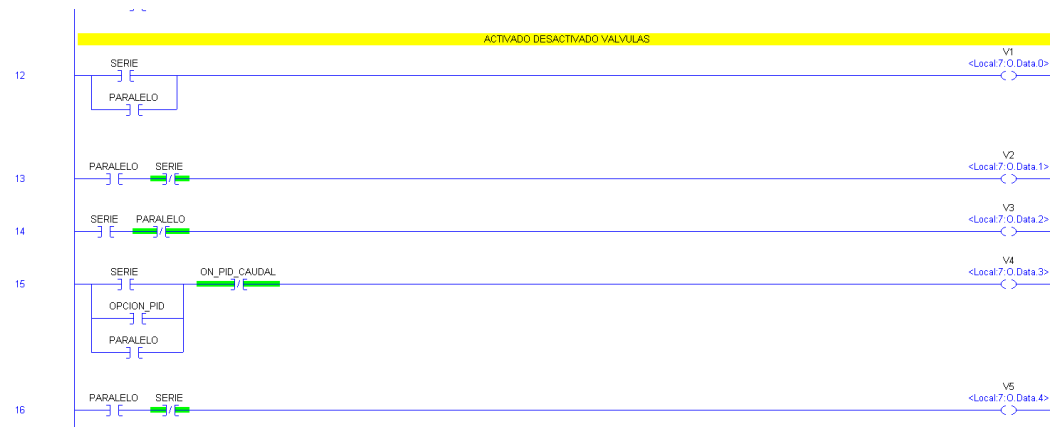 ACTIVADO DESACTIVADO VALVULAS
12
SERIE
V1
<Local:7:O.Data.0>
PARALELO
13
PARALELO SERIE
V2
<Local:7:O.Data.1>
14
SERIE PARALELO
V3
<Local:7:O.Data.2>
15
SERIE ON_PID_CAUDAL
V4
<Local:7:O.Data.3>
OPCION_PID
PARALELO
16
PARALELO SERIE
V5
<Local:7:O.Data.4>